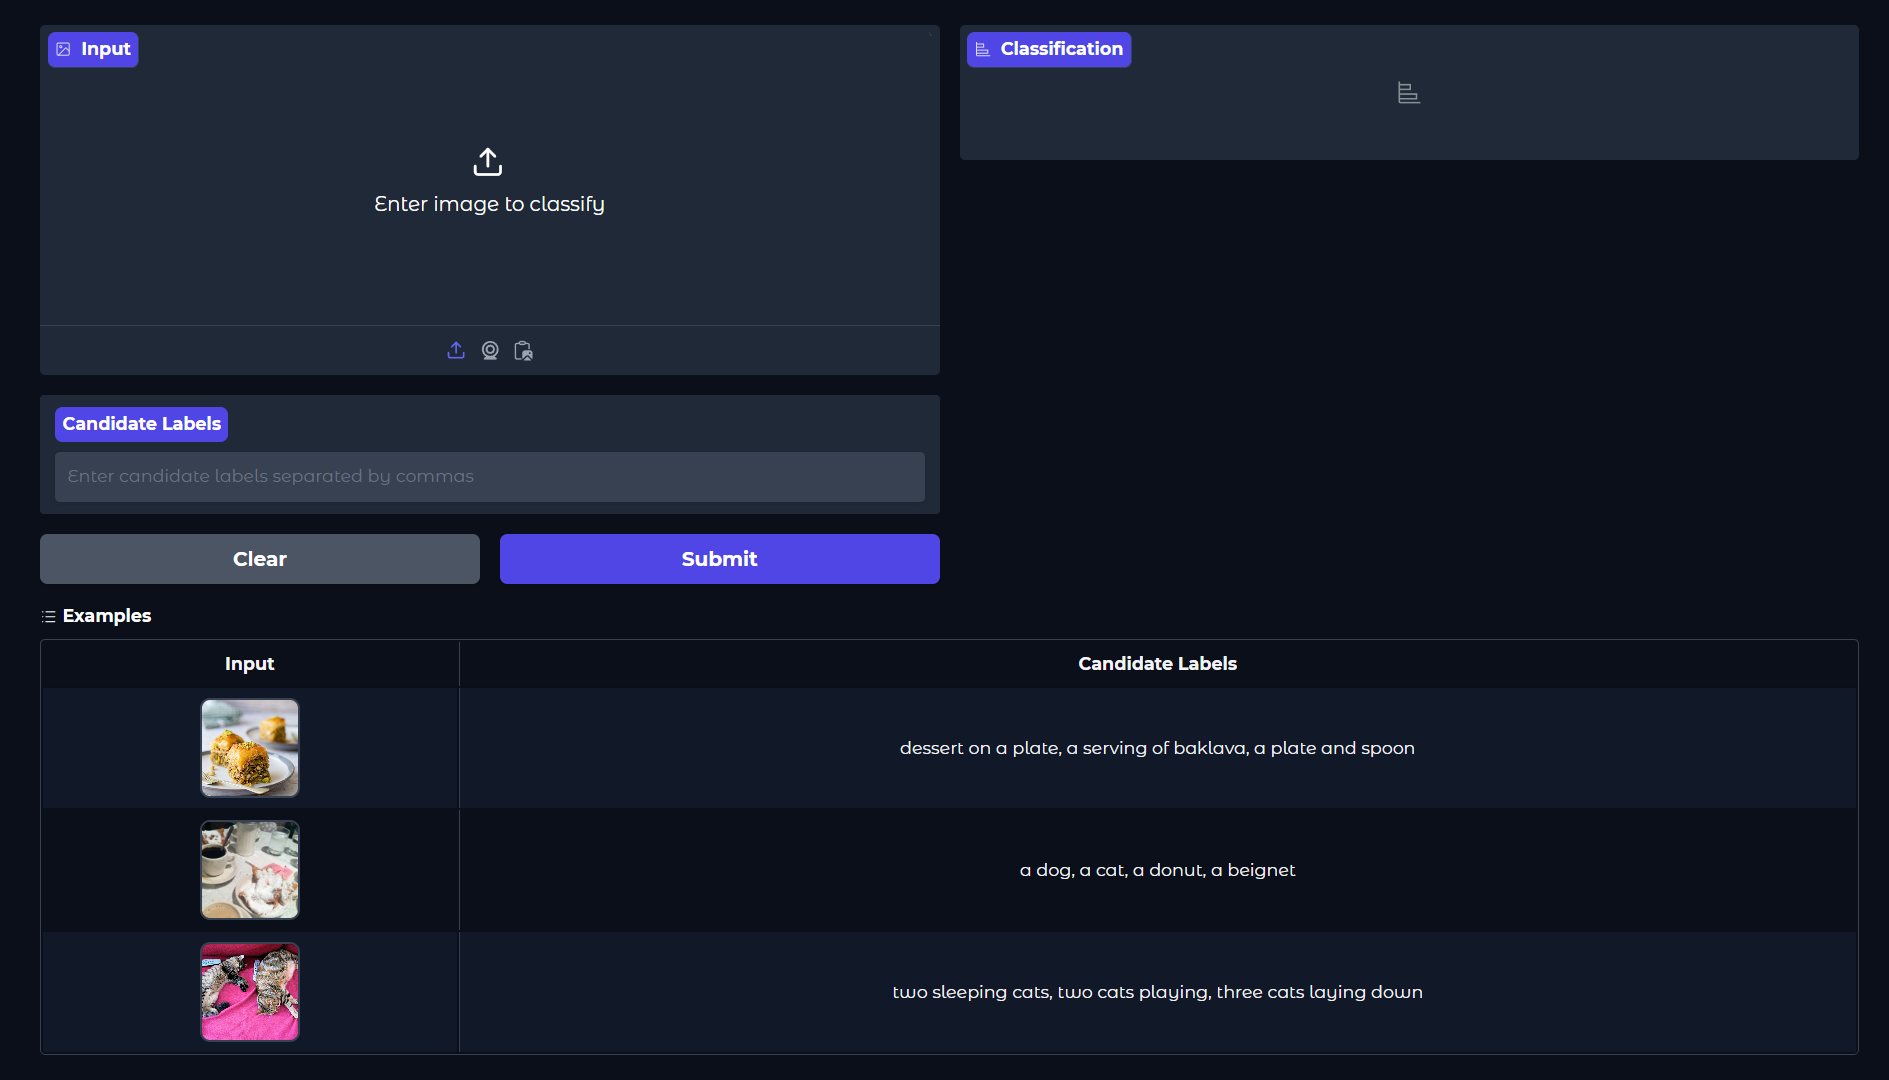 Input
Classification
Enter image to classify
Candidate Labels
Enter candidate labels separated by commas
Clear
Submit
Examples
Input
Candidate Labels
dessert on a plate, a serving of baklava, a plate and spoon
a dog, a cat, a donut, a beignet
two sleeping cats, two cats playing, three cats laying down